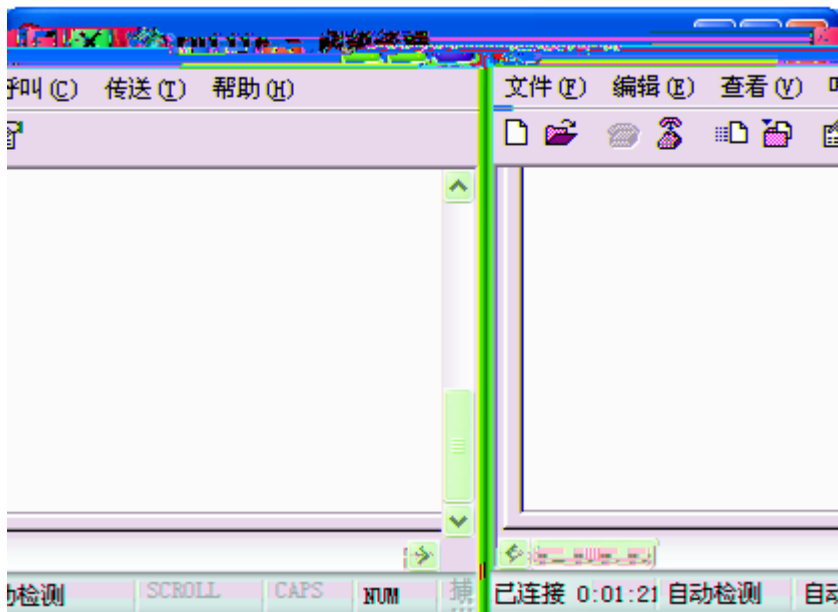 呼叫(C) 传送(T) 帮助(H)
文件(F) 编辑(E) 查看(V)
动检测 SCROLL CAPS NUM 捕
已连接 0:01:21 自动检测 自动